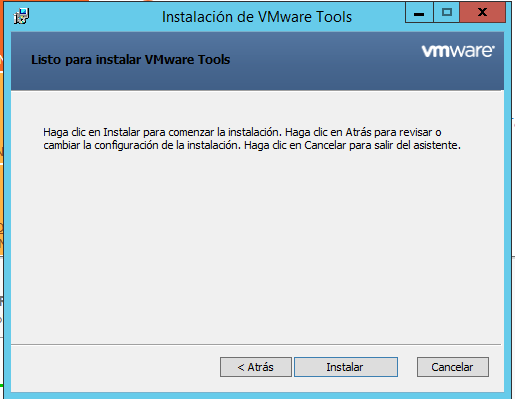 Instalación de VMware Tools
Listo para instalar VMware Tools
vmware
Haga clic en Instalar para comenzar la instalación. Haga clic en Atrás para revisar o
cambiar la configuración de la instalación. Haga clic en Cancelar para salir del asistente.
< Atrás
Instalar
Cancelar